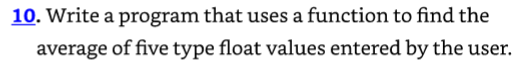 10. Write a program that uses a function to find the
average of five type float values entered by the user.